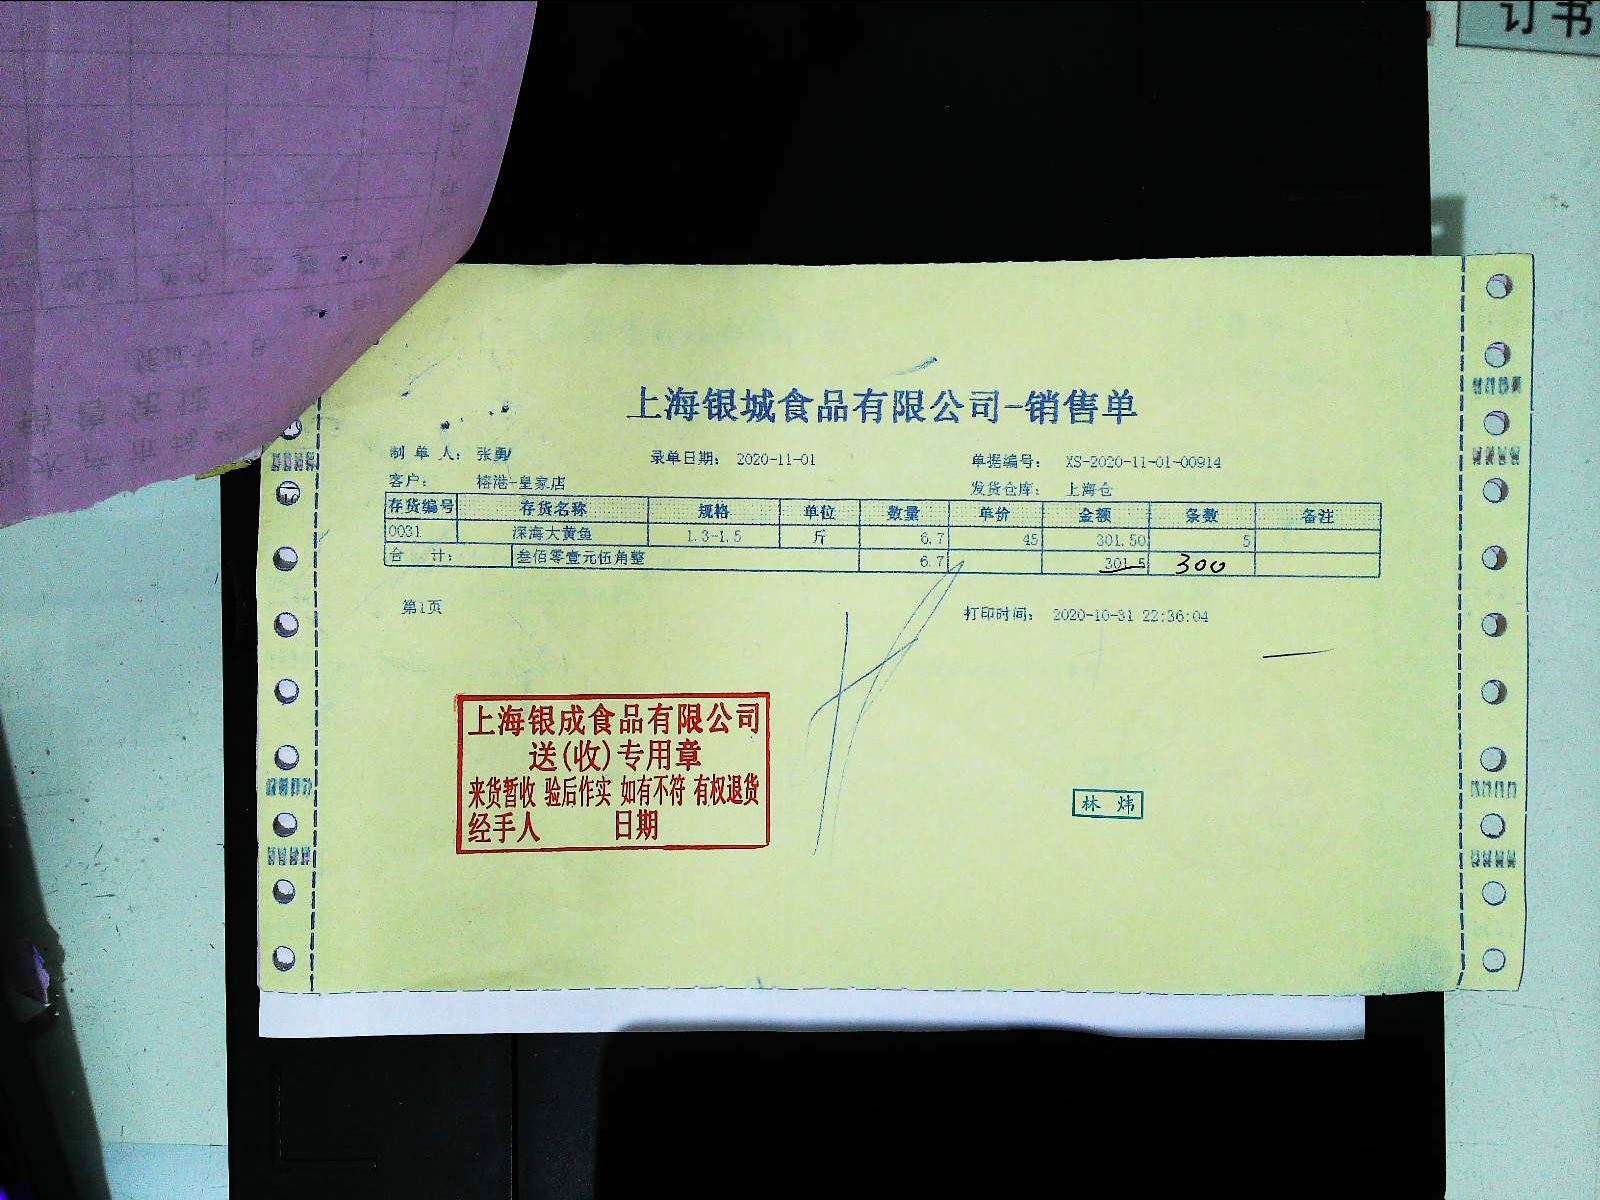 订书
上海银城食品有限公司-销售单
制单人: 张勇 录单日期: 2020-11-01 单据编号: XS-2020-11-01-00914
客户: 榕港-皇家店 发货仓库: 上海仓
存货编号 存货名称 规格 单位 数量 单价 金额 条数 备注
0031 深海大黄鱼 1.3-1.5 斤 6.7 45 301.50 5
合 计: 叁佰零壹元伍角整 6.7 301.5 300
第1页 打印时间: 2020-10-31 22:36:04
上海银成食品有限公司
送(收)专用章
来货暂收 验后作实 如有不符 有权退货
经手人 日期
林 炜